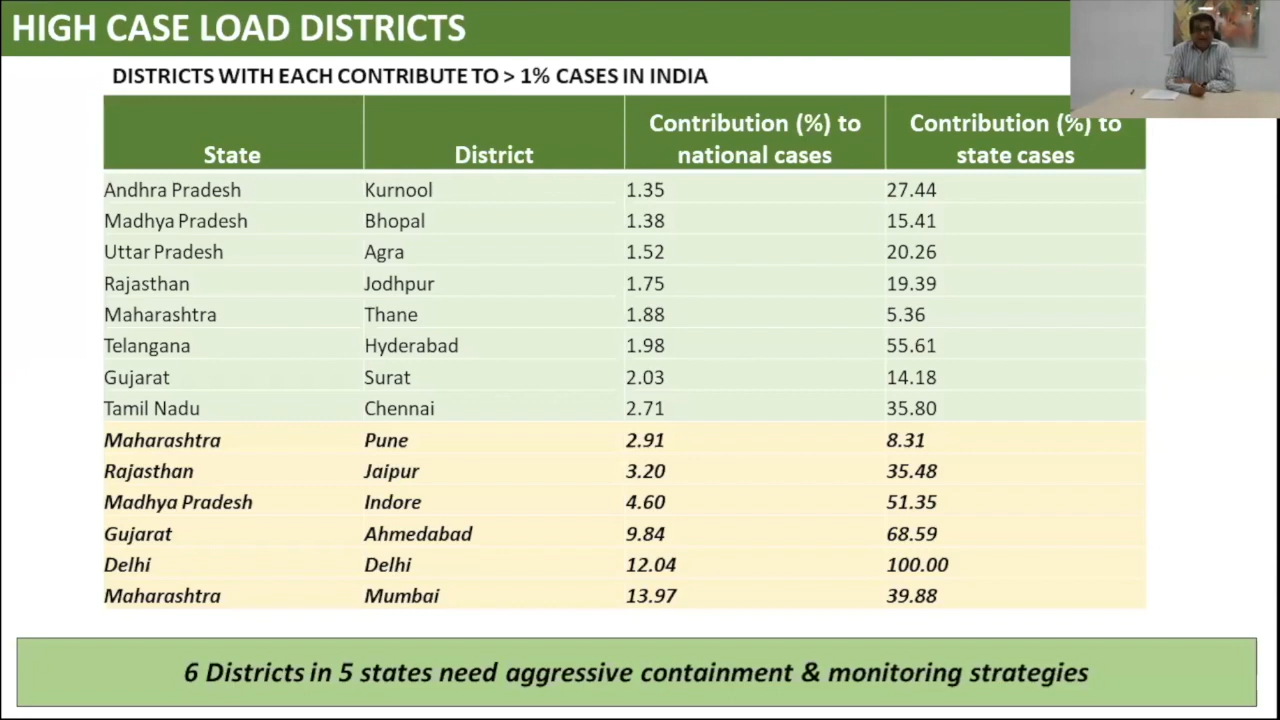 HIGH CASE LOAD DISTRICTS
DISTRICTS WITH EACH CONTRIBUTE TO > 1% CASES IN INDIA
State District Contribution (%) to national cases Contribution (%) to state cases
Andhra Pradesh Kurnool 1.35 27.44
Madhya Pradesh Bhopal 1.38 15.41
Uttar Pradesh Agra 1.52 20.26
Rajasthan Jodhpur 1.75 19.39
Maharashtra Thane 1.88 5.36
Telangana Hyderabad 1.98 55.61
Gujarat Surat 2.03 14.18
Tamil Nadu Chennai 2.71 35.80
Maharashtra Pune 2.91 8.31
Rajasthan Jaipur 3.20 35.48
Madhya Pradesh Indore 4.60 51.35
Gujarat Ahmedabad 9.84 68.59
Delhi Delhi 12.04 100.00
Maharashtra Mumbai 13.97 39.88
6 Districts in 5 states need aggressive containment & monitoring strategies